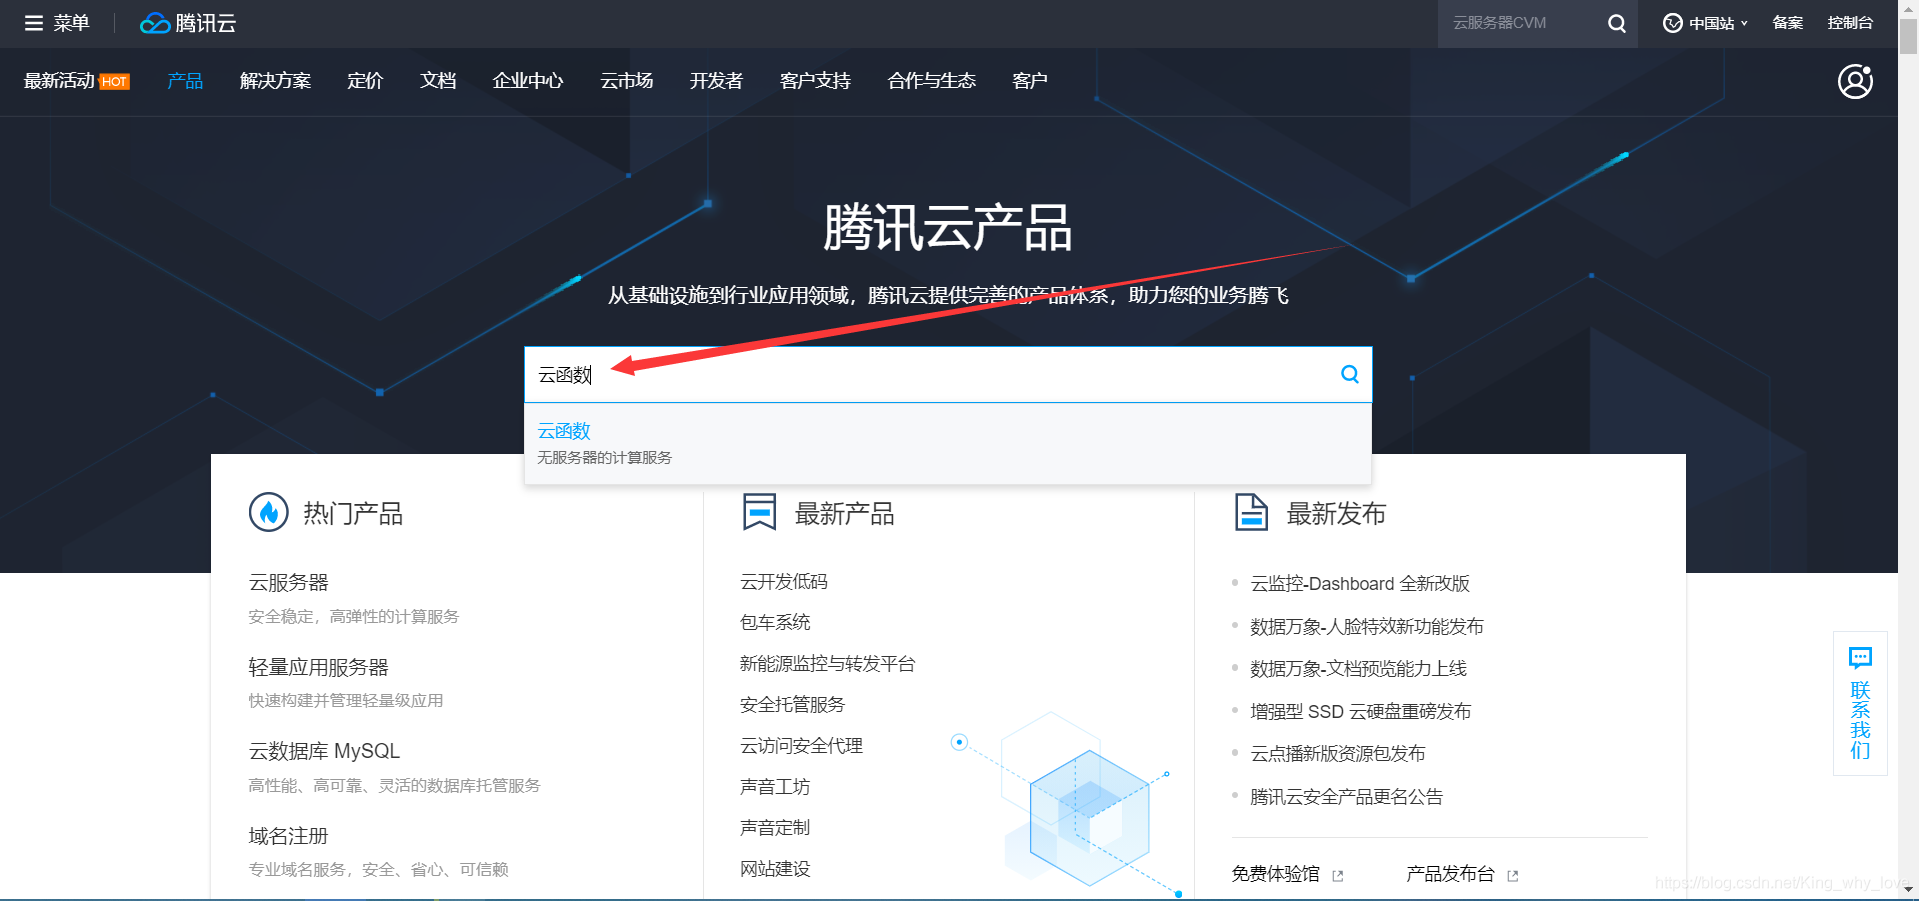 菜单
腾讯云
云服务器CVM
中国站
备案
控制台
最新活动 HOT
产品
解决方案
定价
文档
企业中心
云市场
开发者
客户支持
合作与生态
客户
腾讯云产品
从基础设施到行业应用领域，腾讯云提供完善的产品体系，助力您的业务腾飞
云函数
云函数
无服务器的计算服务
热门产品
云服务器
安全稳定，高弹性的计算服务
轻量应用服务器
快速构建并管理轻量级应用
云数据库 MySQL
高性能、高可靠、灵活的数据库托管服务
域名注册
专业域名服务，安全、省心、可信赖
最新产品
云开发低码
包车系统
新能源监控与转发平台
安全托管服务
云访问安全代理
声音工坊
声音定制
网站建设
最新发布
云监控-Dashboard 全新改版
数据万象-人脸特效新功能发布
数据万象-文档预览能力上线
增强型 SSD 云硬盘重磅发布
云点播新版资源包发布
腾讯云安全产品更名公告
免费体验馆
产品发布台
联系我们
https://blog.csdn.net/King_why_love